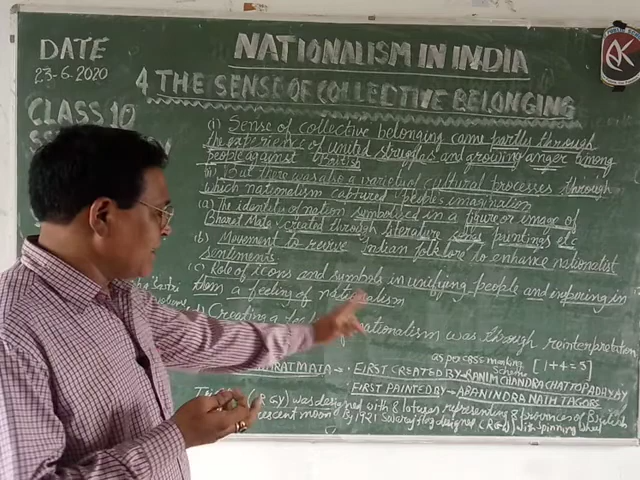 DATE
23-6.2020
CLASS 10
NATIONALISM IN INDIA
4 THE SENSE OF COLLECTIVE BELONGING
(i) Sense of collective belonging came partly through
the experience of united struggles and growing anger among
people against British
(ii) But there was also a variety of cultural processes through
which nationalism captured people's imagination
(a) The identity of nation symbolised in a figure or image of
Bharat Mata created through literature songs paintings etc
(b) Movement to revive Indian folklore to enhance nationalist
Sentiments
(c) Role of icons and symbols in unifying people and inspiring in
them a feeling of nationalism
Creating a nationalism was through reinterpretation
as per CBSE marking Scheme [1+4=5]
MATA → FIRST CREATED BY - BANKIM CHANDRA CHATTOPADHYAY
FIRST PAINTED BY - ABANINDRA NATH TAGORE
(RGY) was designed with 8 lotuses representing 8 provinces of British
crescent moon By 1921 Swaraj flag designed (RGW) with spinning wheel
AK